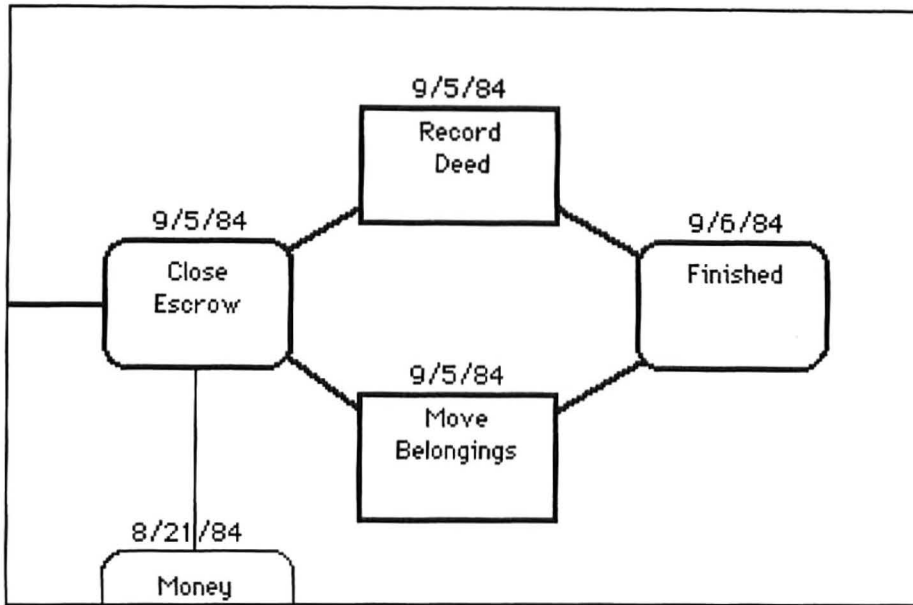 9/5/84
Record
Deed
9/5/84
Close
Escrow
9/6/84
Finished
9/5/84
Move
Belongings
8/21/84
Money